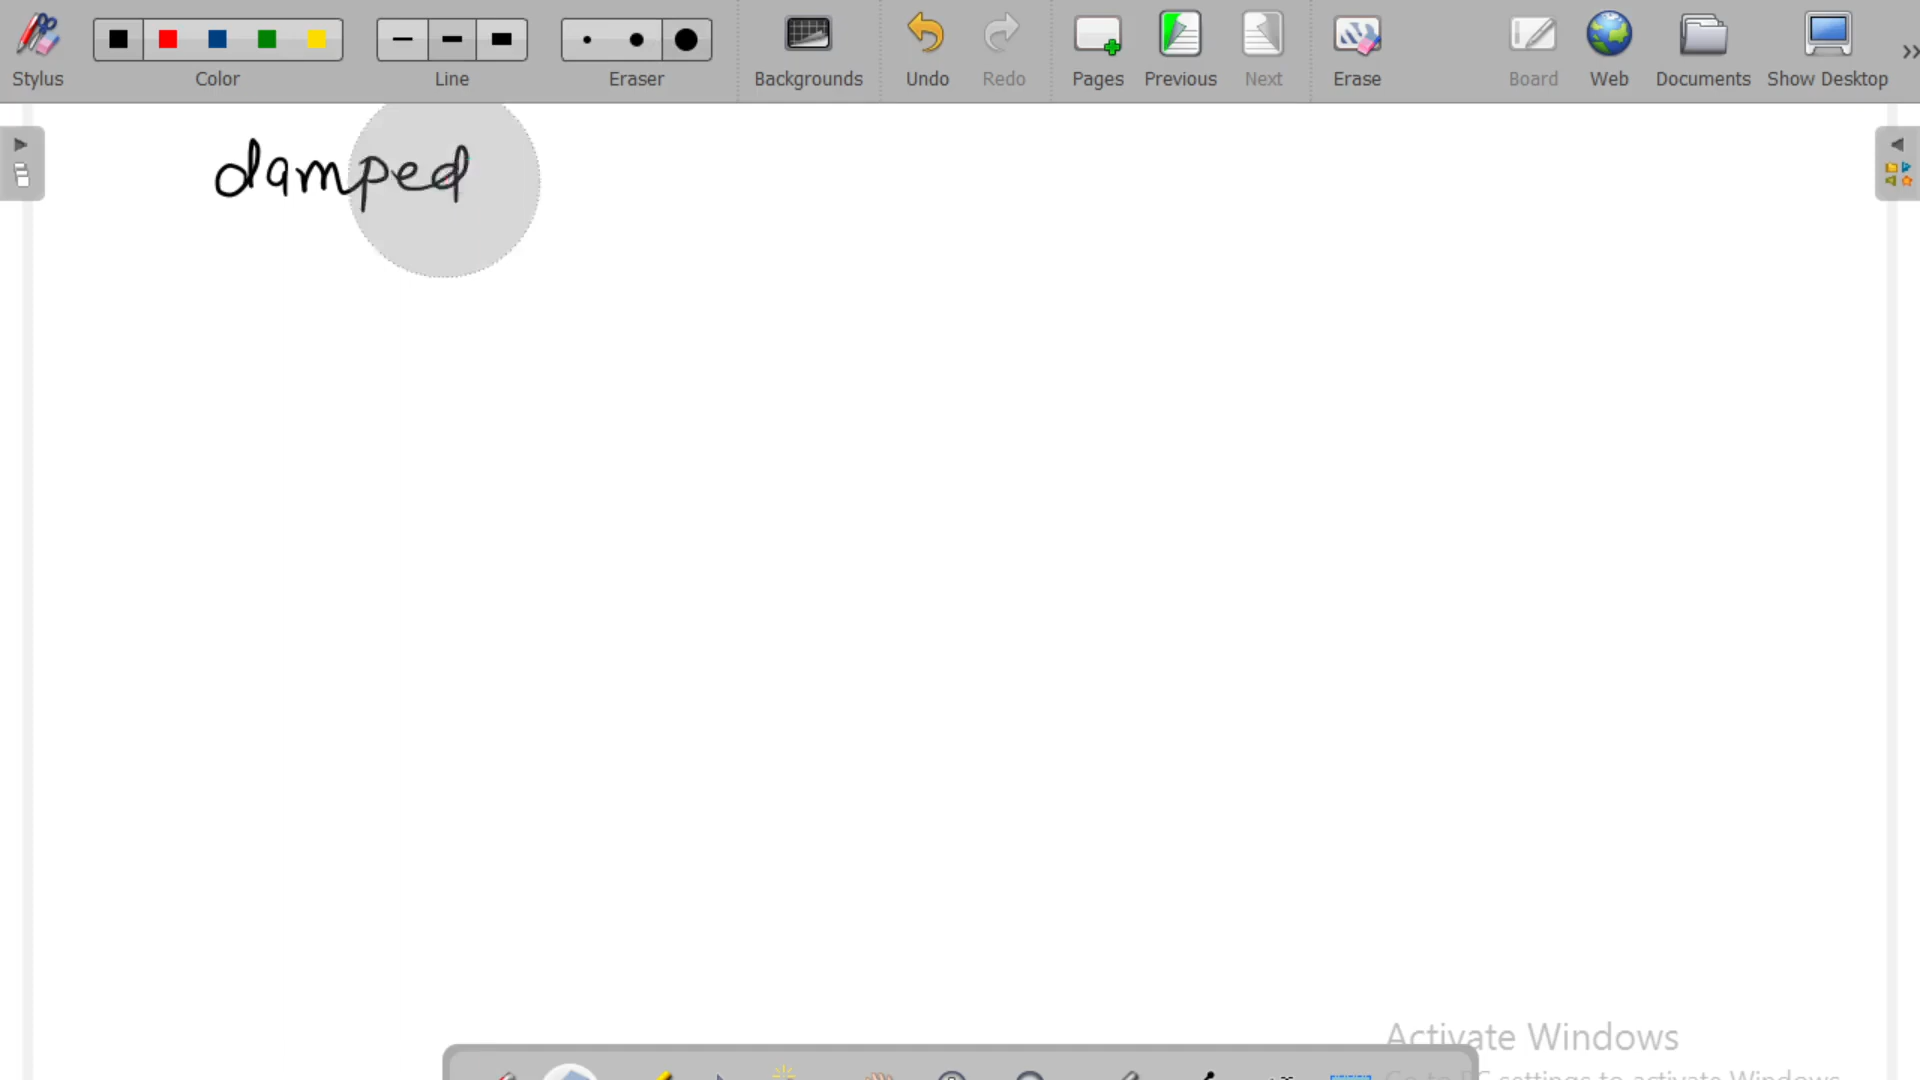 Stylus Color Line Eraser Backgrounds Undo Redo Pages Previous Next Erase Board Web Documents Show Desktop
damped
Activate Windows